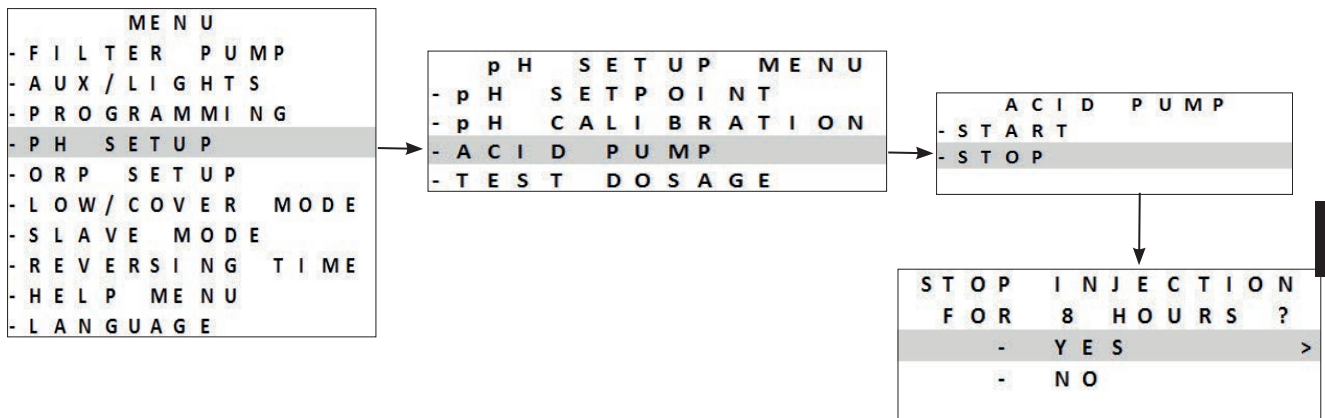 MENU
-FILTER PUMP
-AUX/LIGHTS
-PROGRAMMING
-PH SETUP
-ORP SETUP
-LOW/COVER MODE
-SLAVE MODE
-REVERSING TIME
-HELP MENU
-LANGUAGE
pH SETUP MENU
-pH SETPOINT
-pH CALIBRATION
-ACID PUMP
-TEST DOSAGE
ACID PUMP
-START
-STOP
STOP INJECTION
FOR 8 HOURS ?
- YES >
- NO